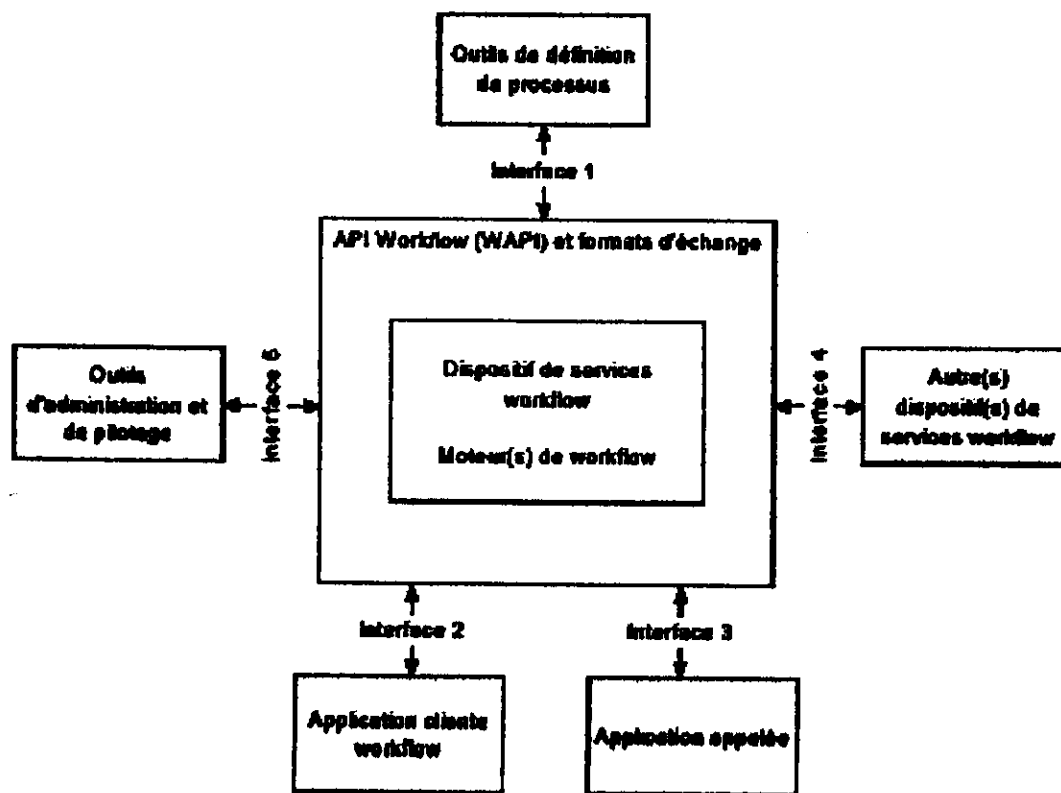 Outils de définition
de processus
Interface 1
API Workflow (WAPI) et formats d'échange
Dispositif de services
workflow
Moteur(s) de workflow
Outils
d'administration et
de pilotage
Interface 5
Interface 4
Autre(s)
dispositif(s) de
services workflow
Interface 2
Interface 3
Application cliente
workflow
Application appelée